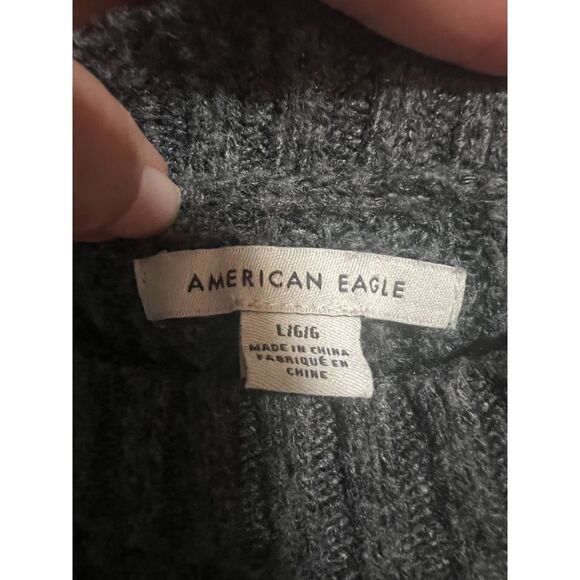 AMERICAN EAGLE
L/G/G
MADE IN CHINA
FABRIQUÉ EN
CHINE